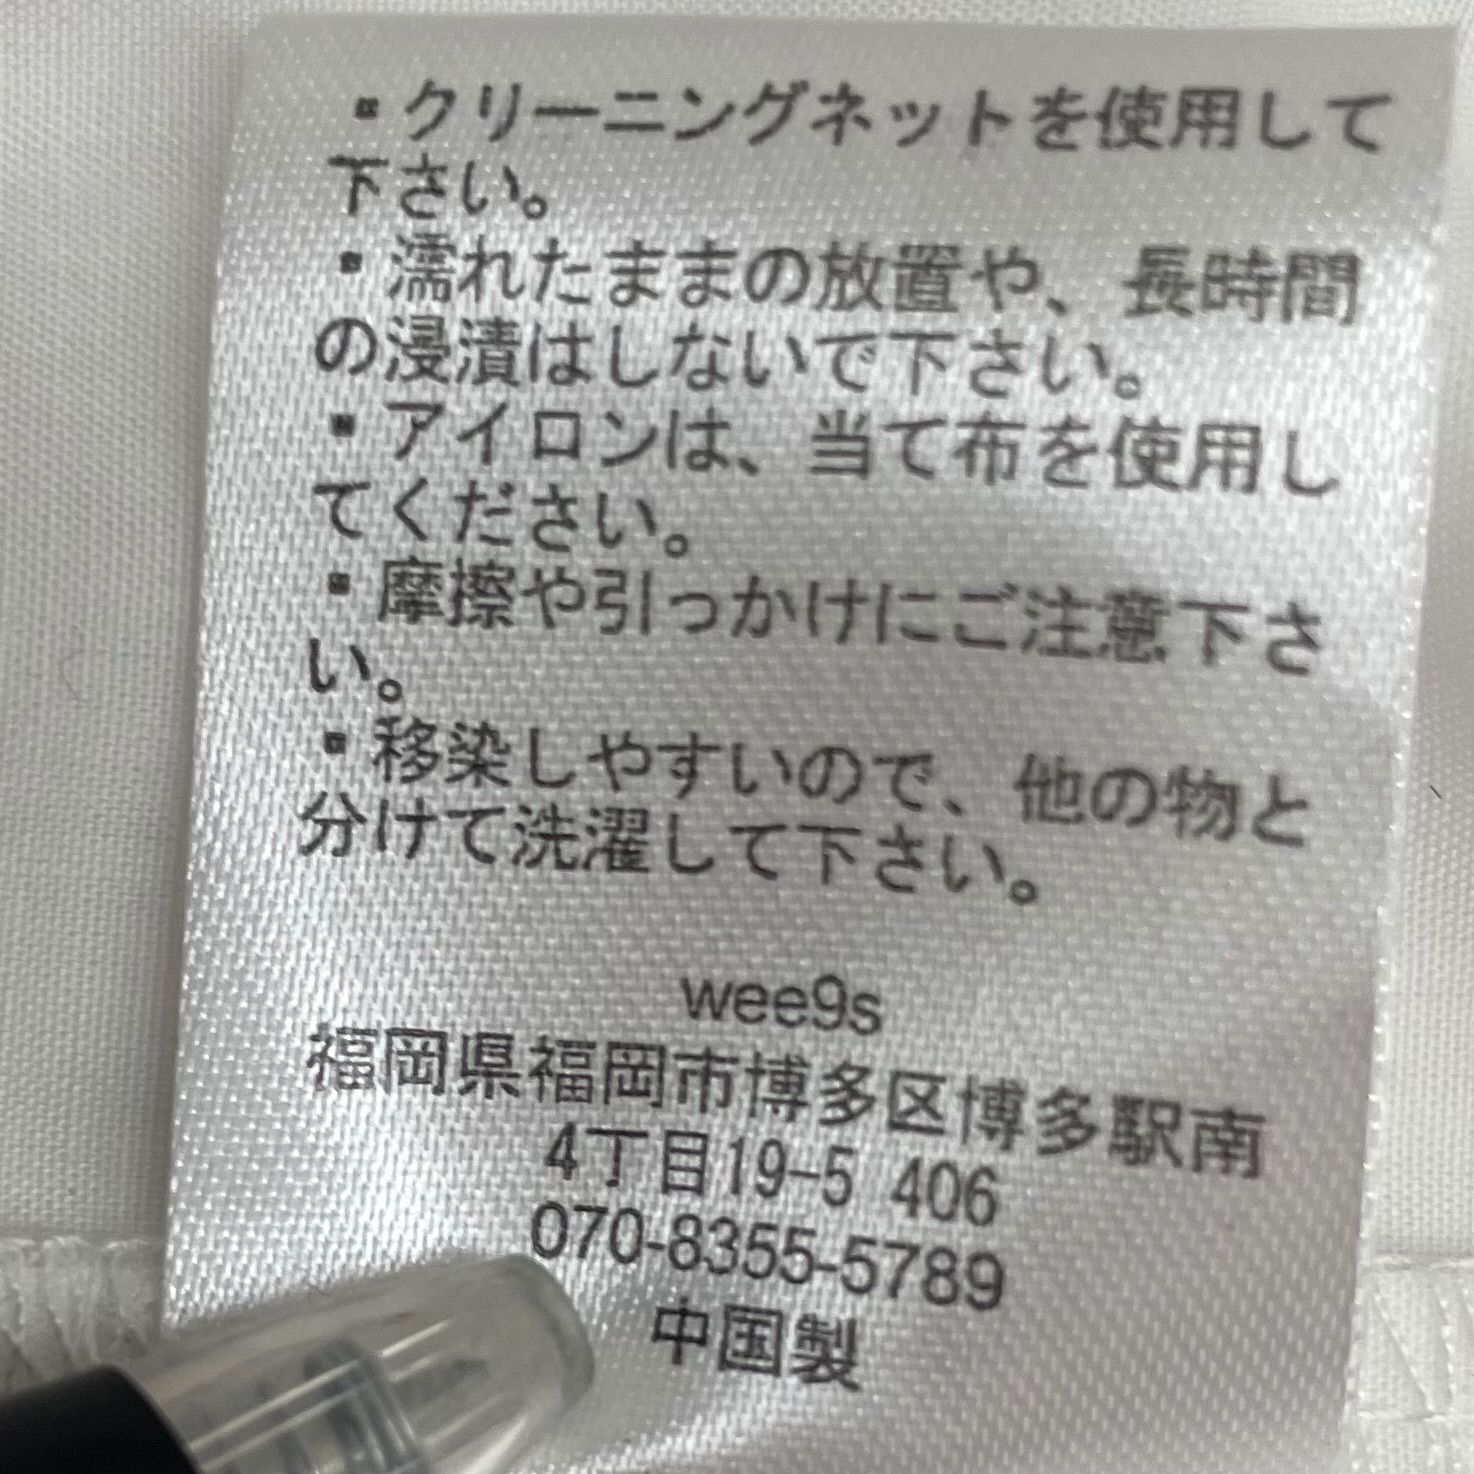 ・クリーニングネットを使用して
下さい。
・濡れたままの放置や、長時間
の浸漬はしないで下さい。
・アイロンは、当て布を使用し
てください。
・摩擦や引っかけにご注意下さ
い。
・移染しやすいので、他の物と
分けて洗濯して下さい。
wee9s
福岡県福岡市博多区博多駅南
4丁目19-5 406
070-8355-5789
中国製